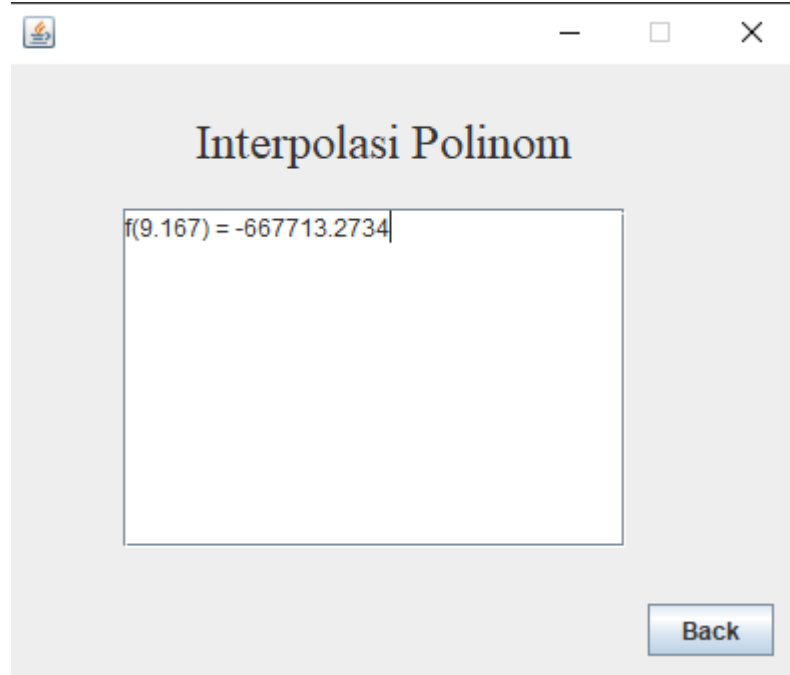 Interpolasi Polinom
f(9.167) = -667713.2734
Back